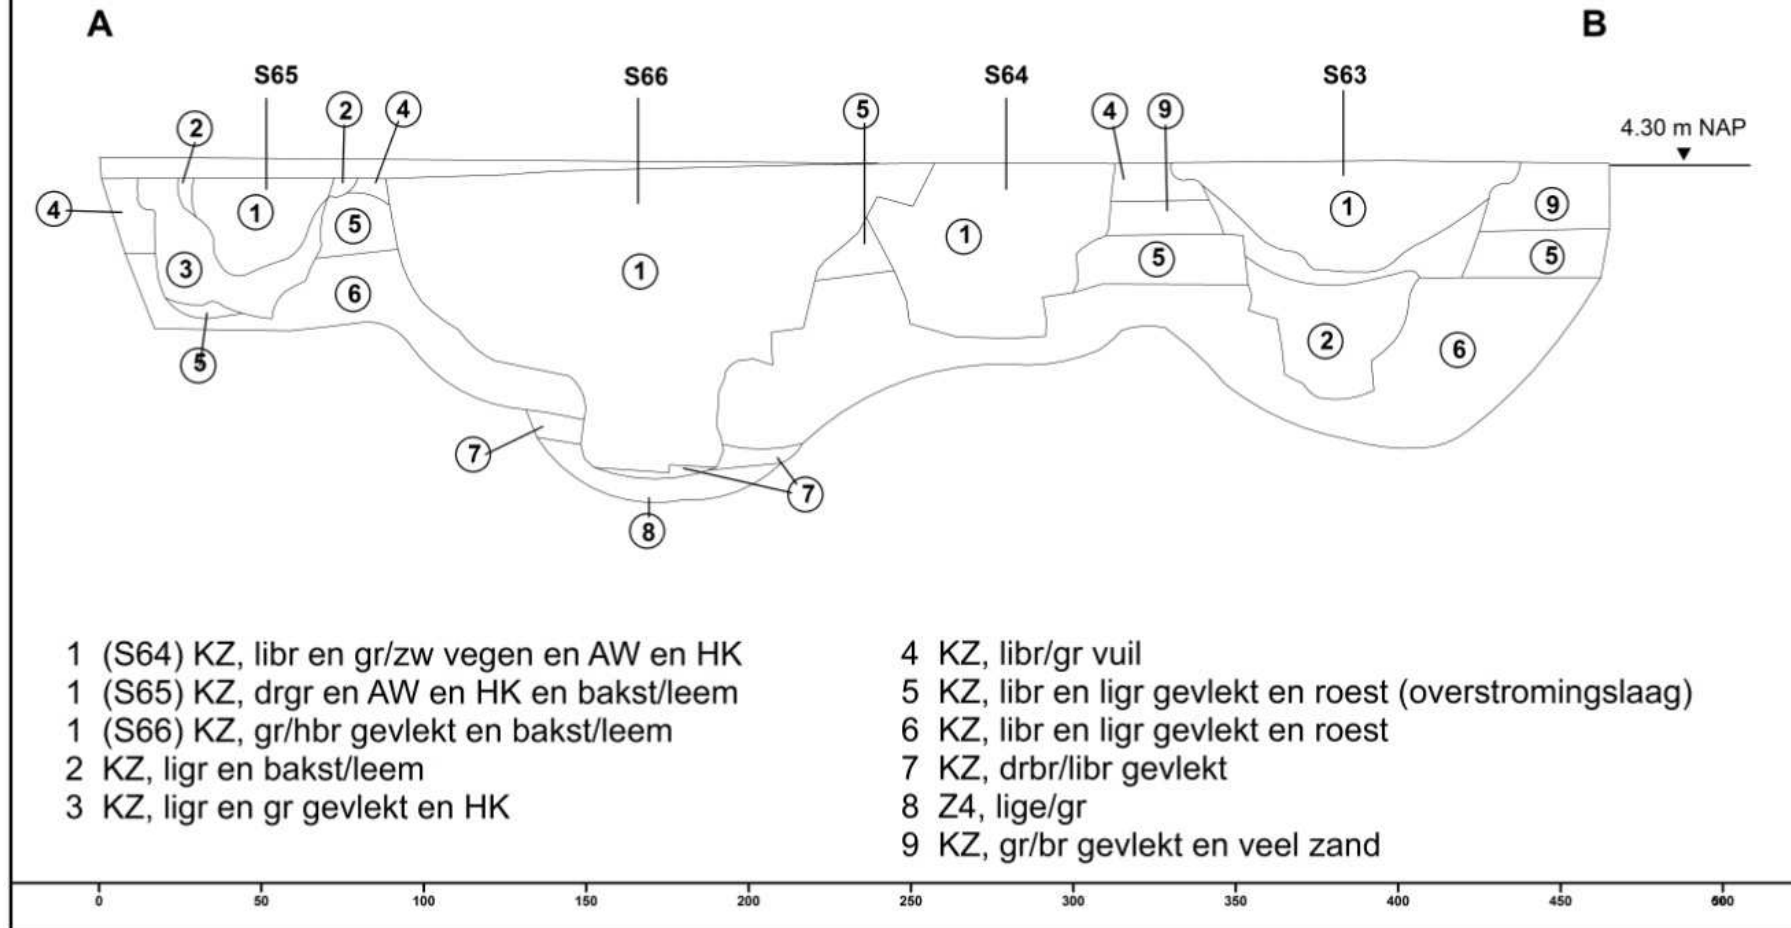 A B
S65 S66 S64 S63
2 4 5 4 9
2
4.30 m NAP
4 1 5 3 6 5
1
1
5
1 9 5
2 6
7 7
8
1 (S64) KZ, libr en gr/zw vegen en AW en HK
1 (S65) KZ, drgr en AW en HK en bakst/leem
1 (S66) KZ, gr/hbr gevlekt en bakst/leem
2 KZ, ligr en bakst/leem
3 KZ, ligr en gr gevlekt en HK
4 KZ, libr/gr vuil
5 KZ, libr en ligr gevlekt en roest (overstromingslaag)
6 KZ, libr en ligr gevlekt en roest
7 KZ, drbr/libr gevlekt
8 Z4, lige/gr
9 KZ, gr/br gevlekt en veel zand
0 50 100 150 200 250 300 350 400 450